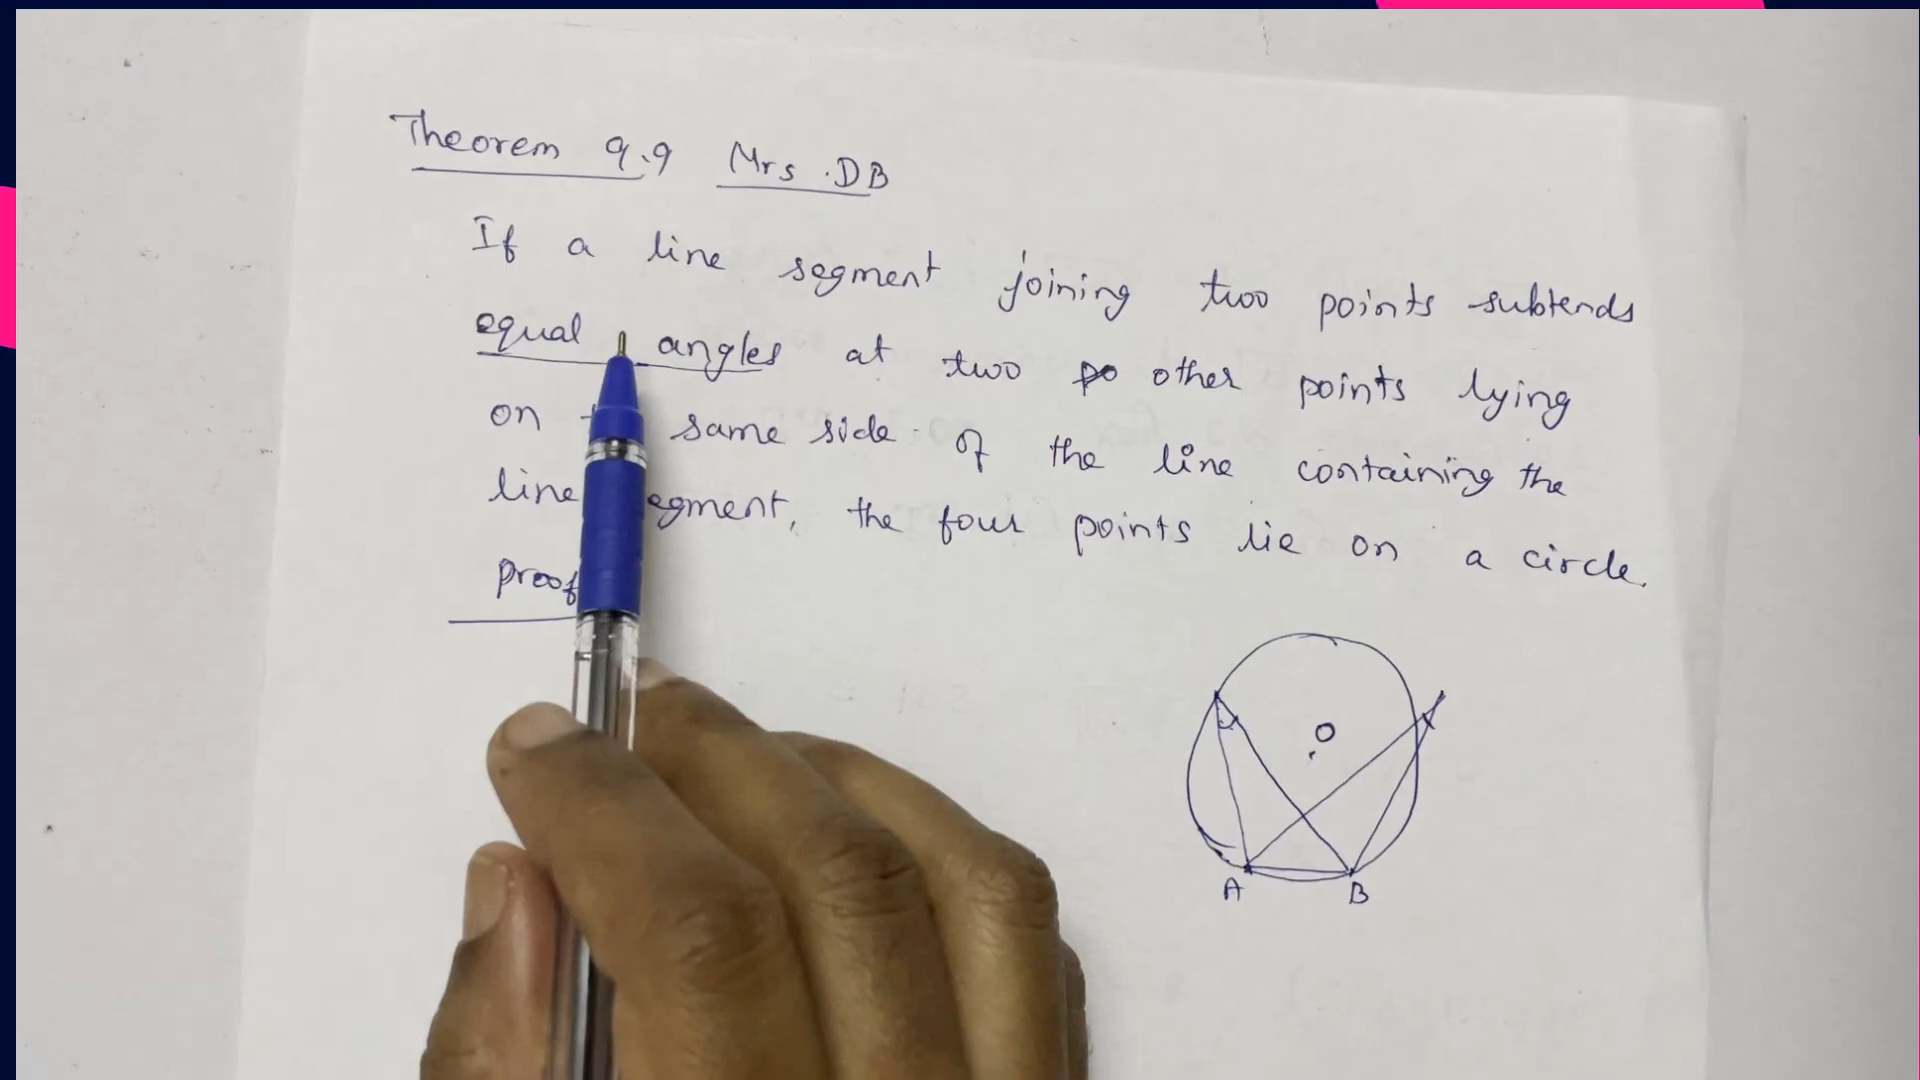 Theorem 9.9 Mrs.DB
If a line segment joining two points subtends
equal angles at two po other points lying
on same side of the line containing the
line egment, the four points lie on a circle.
proof
O
A B